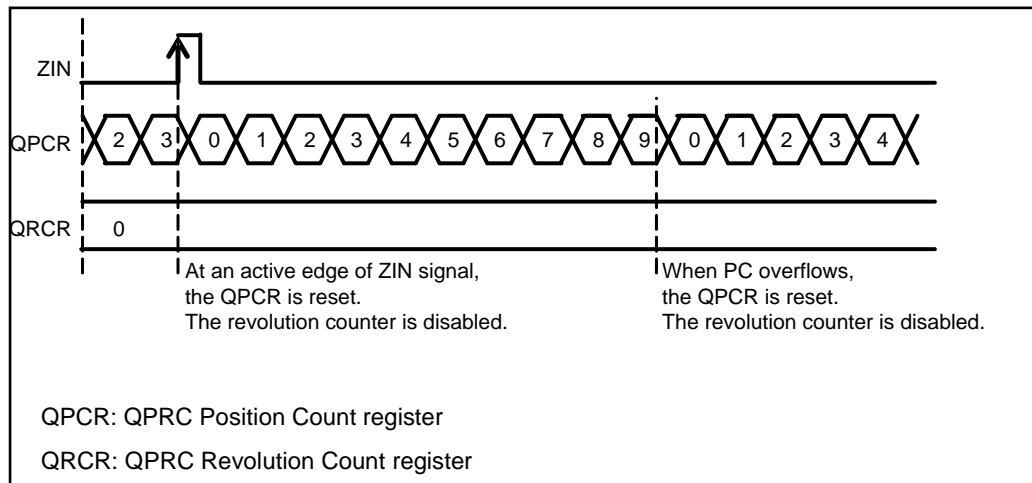 ZIN
QPCR 2 3 0 1 2 3 4 5 6 7 8 9 0 1 2 3 4
QRCR 0
At an active edge of ZIN signal,
the QPCR is reset.
The revolution counter is disabled.
When PC overflows,
the QPCR is reset.
The revolution counter is disabled.
QPCR: QPRC Position Count register
QRCR: QPRC Revolution Count register